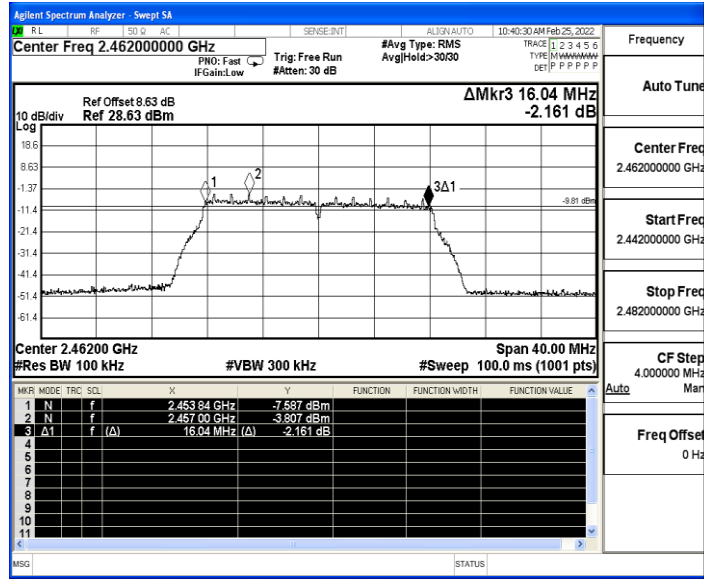 Agilent Spectrum Analyzer - Swept SA
RL RF 50 Ω AC SENSE:INT ALIGN AUTO 10:40:30 AM Feb 25, 2022
Center Freq 2.462000000 GHz
PNO: Fast
IFGain:Low
Trig: Free Run
#Atten: 30 dB
#Avg Type: RMS
Avg|Hold:>30/30
TRACE 1 2 3 4 5 6
TYPE MWWWWW
DET P P P P P P
Ref Offset 8.63 dB
10 dB/div Ref 28.63 dBm
Log
ΔMkr3 16.04 MHz
-2.161 dB
18.6
8.63
-1.37
-11.4
-21.4
-31.4
-41.4
-51.4
-61.4
1
2
3Δ1
-9.81 dBm
Center 2.46200 GHz Span 40.00 MHz
#Res BW 100 kHz #VBW 300 kHz #Sweep 100.0 ms (1001 pts)
MKR MODE TRC SCL X Y FUNCTION FUNCTION WIDTH FUNCTION VALUE
1 N f 2.453 84 GHz -7.587 dBm
2 N f 2.457 00 GHz -3.807 dBm
3 Δ1 f (Δ) 16.04 MHz (Δ) -2.161 dB
4
5
6
7
8
9
10
11
MSG STATUS
Frequency
Auto Tune
Center Freq
2.462000000 GHz
Start Freq
2.442000000 GHz
Stop Freq
2.482000000 GHz
CF Step
4.000000 MHz
Auto Man
Freq Offset
0 Hz